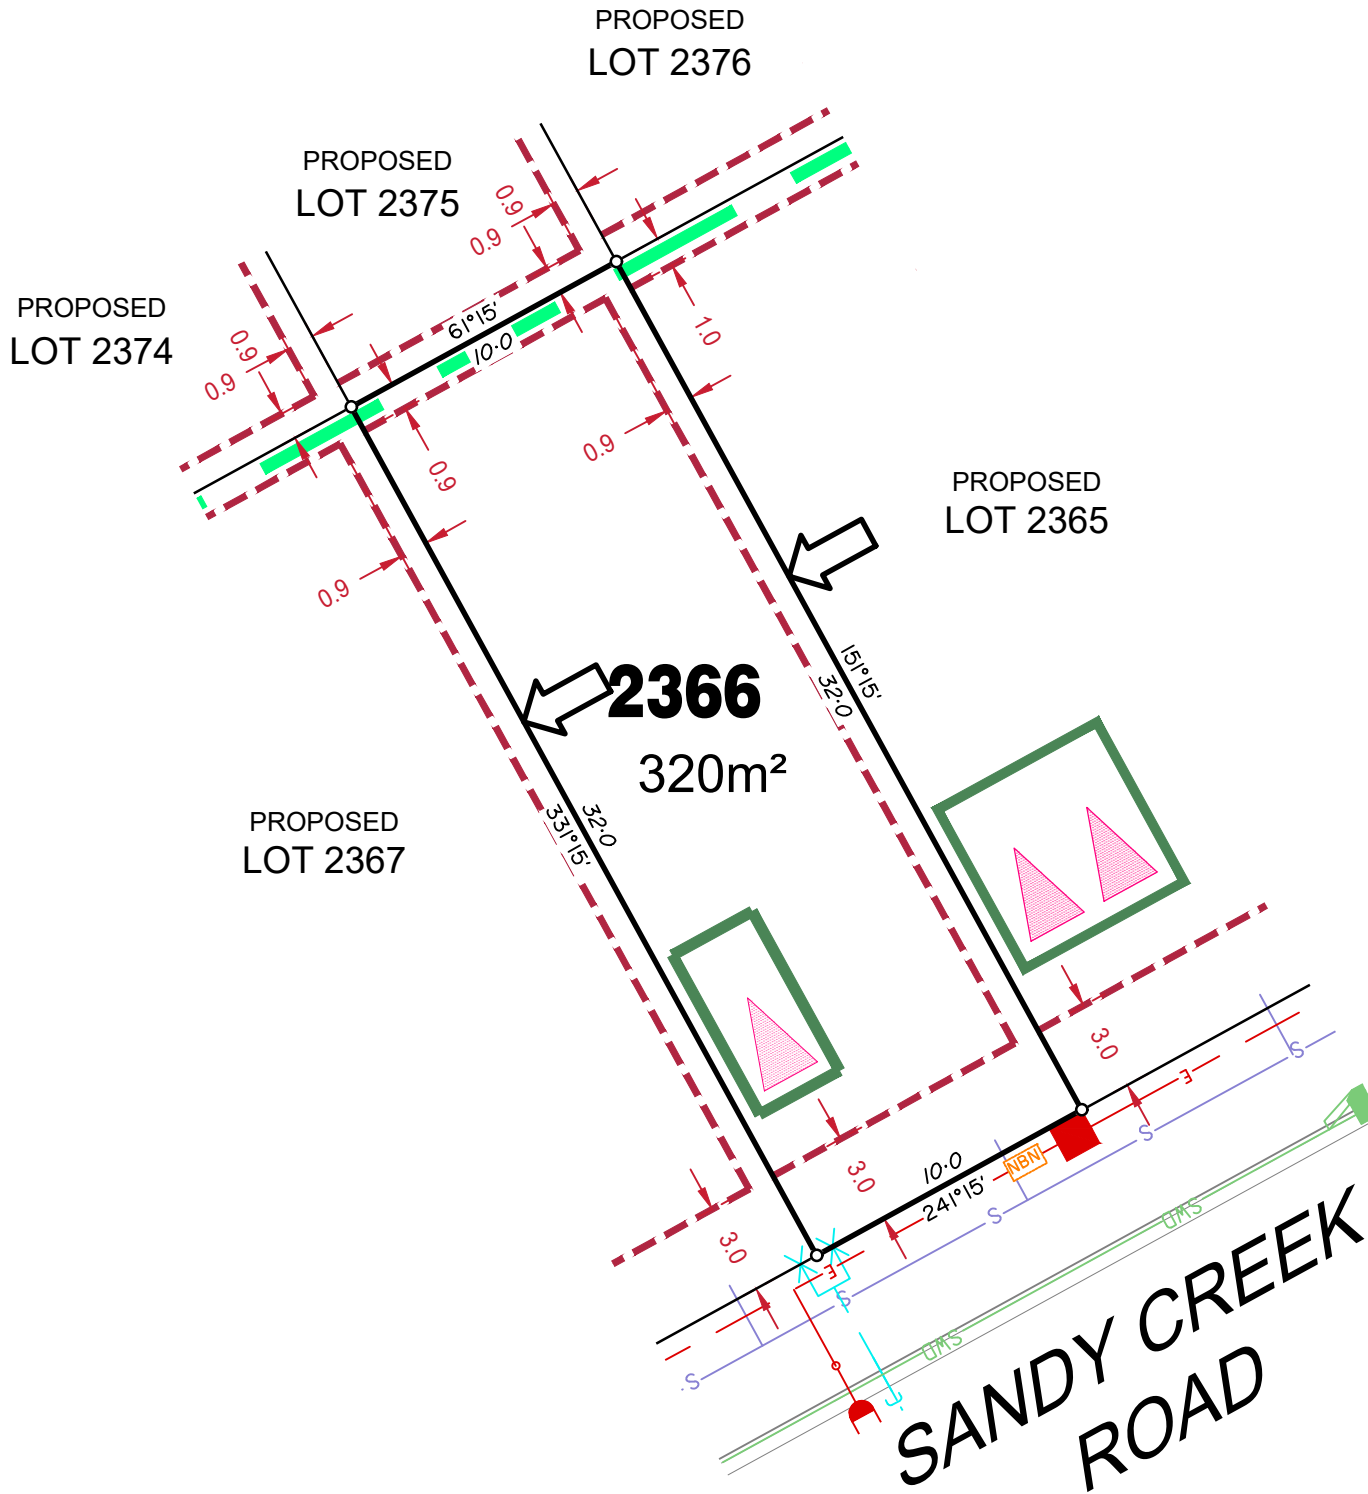 PROPOSED
LOT 2376
PROPOSED
LOT 2375
0.9
0.9
PROPOSED
LOT 2374
0.9
0.9
61°15'
10·0
1.0
0.9
0.9
0.9
PROPOSED
LOT 2365
151°15'
32·0
2366
320m²
32·0
331°15'
PROPOSED
LOT 2367
3.0
3.0
3.0
10·0
241°15'
NBN
E
E
S
S
S
S
S
SWD
SWD
SANDY CREEK
ROAD